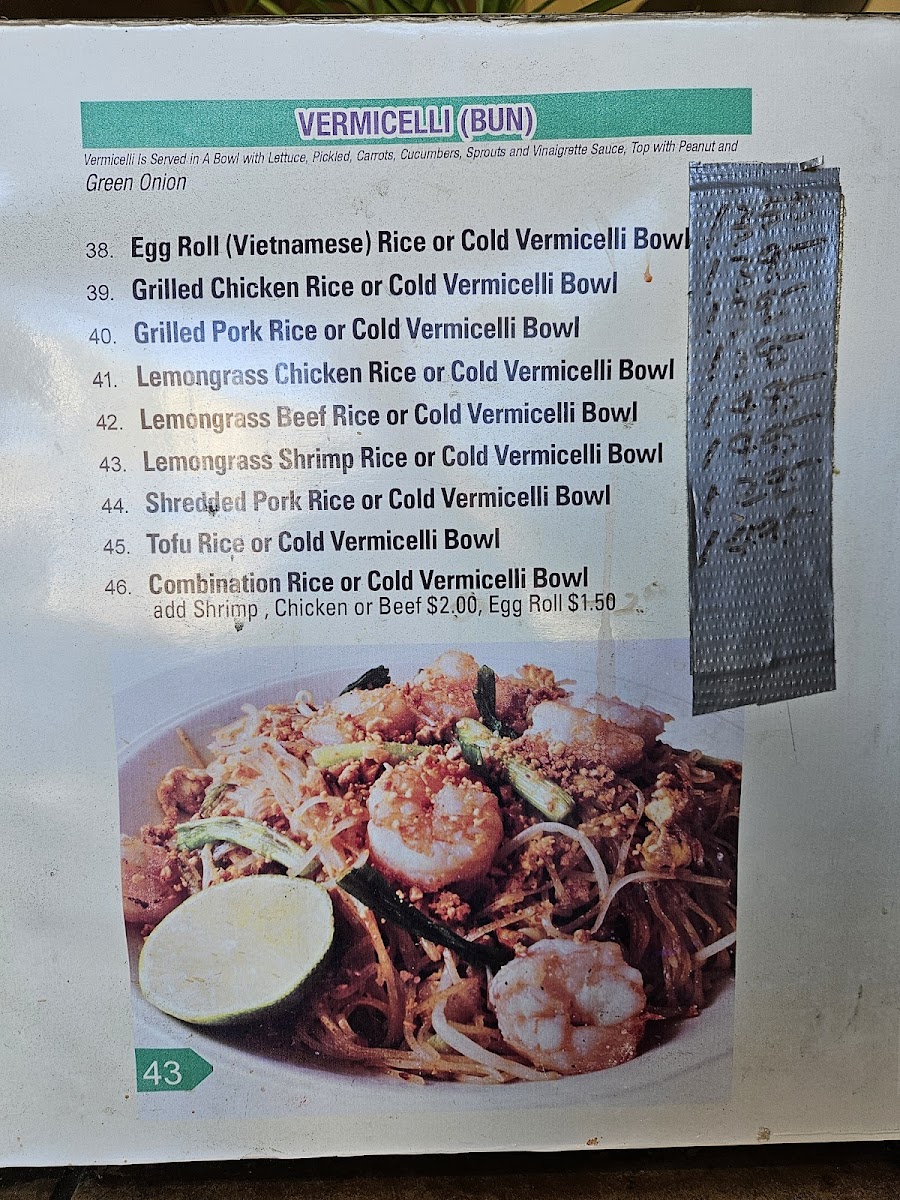 VERMICELLI (BUN)
Vermicelli is Served in A Bowl with Lettuce, Pickled, Carrots, Cucumbers, Sprouts and Vinaigrette Sauce, Top with Peanut and
Green Onion
38. Egg Roll (Vietnamese) Rice or Cold Vermicelli Bowl
39. Grilled Chicken Rice or Cold Vermicelli Bowl
40. Grilled Pork Rice or Cold Vermicelli Bowl
41. Lemongrass Chicken Rice or Cold Vermicelli Bowl
42. Lemongrass Beef Rice or Cold Vermicelli Bowl
43. Lemongrass Shrimp Rice or Cold Vermicelli Bowl
44. Shredded Pork Rice or Cold Vermicelli Bowl
45. Tofu Rice or Cold Vermicelli Bowl
46. Combination Rice or Cold Vermicelli Bowl
add Shrimp , Chicken or Beef $2.00, Egg Roll $1.50
43